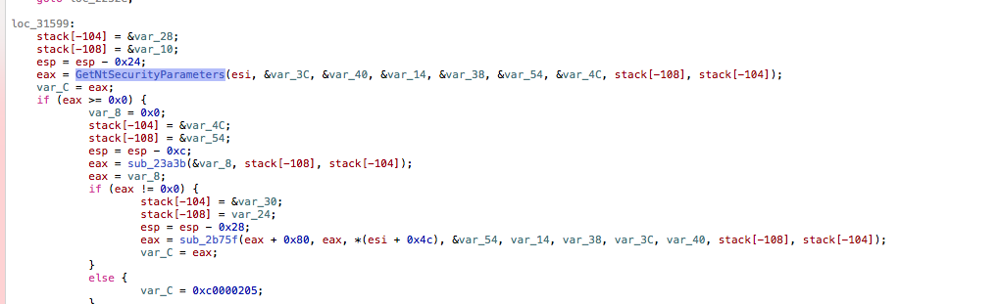 loc_31599:
stack[-104] = &var_28;
stack[-108] = &var_10;
esp = esp - 0x24;
eax = GetNtSecurityParameters(esi, &var_3C, &var_40, &var_14, &var_38, &var_54, &var_4C, stack[-108], stack[-104]);
var_C = eax;
if (eax >= 0x0) {
var_8 = 0x0;
stack[-104] = &var_4C;
stack[-108] = &var_54;
esp = esp - 0xc;
eax = sub_23a3b(&var_8, stack[-108], stack[-104]);
eax = var_8;
if (eax != 0x0) {
stack[-104] = &var_30;
stack[-108] = var_24;
esp = esp - 0x28;
eax = sub_2b75f(eax + 0x80, eax, *(esi + 0x4c), &var_54, var_14, var_38, var_3C, var_40, stack[-108], stack[-104]);
var_C = eax;
}
else {
var_C = 0xc0000205;
}